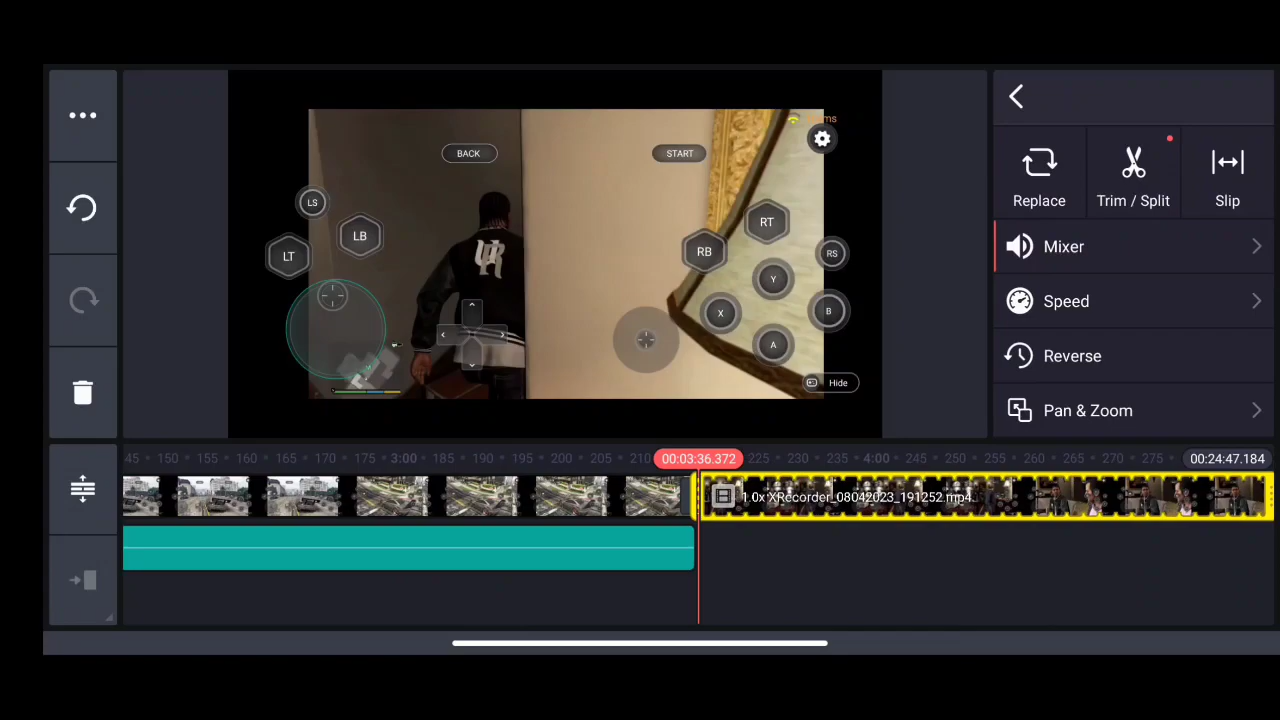 ms
BACK
START
LS
LB
LT
RT
RB
RS
Y
X
B
A
Hide
Replace
Trim / Split
Slip
Mixer
Speed
Reverse
Pan & Zoom
45 150 155 160 165 170 175 3:00 185 190 195 200 205 210 00:03:36.372 225 230 235 4:00 245 250 255 260 265 270 275 00:24:47.184
1.0x XRecorder_08042023_191252.mp4